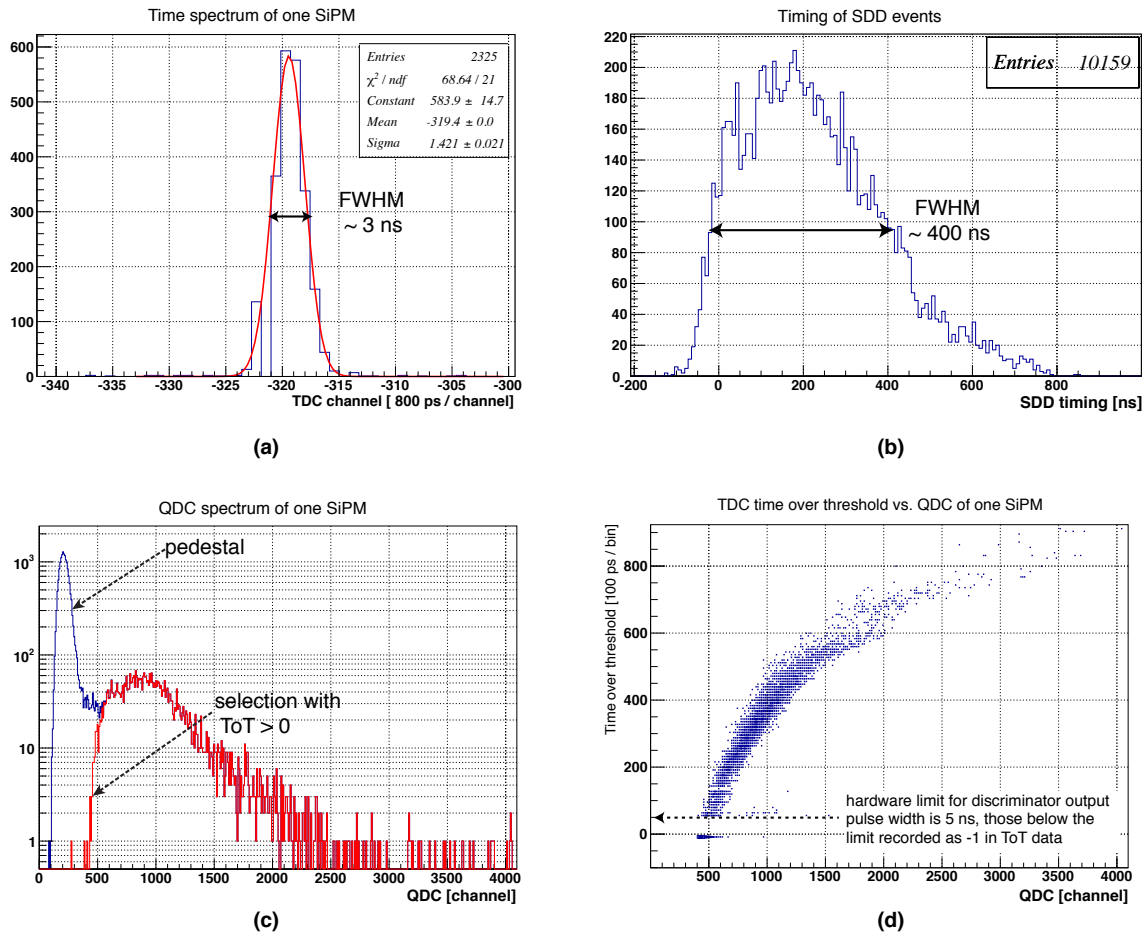 Time spectrum of one SiPM
600
500
400
300
200
100
0
Entries 2325
χ² / ndf 68.64 / 21
Constant 583.9 ± 14.7
Mean -319.4 ± 0.0
Sigma 1.421 ± 0.021
FWHM
~ 3 ns
-340 -335 -330 -325 -320 -315 -310 -305 -300
TDC channel [ 800 ps / channel]
(a)
Timing of SDD events
220
200
180
160
140
120
100
80
60
40
20
0
Entries 10159
FWHM
~ 400 ns
-200 0 200 400 600 800
SDD timing [ns]
(b)
QDC spectrum of one SiPM
10³
10²
10
1
pedestal
selection with
ToT > 0
0 500 1000 1500 2000 2500 3000 3500 4000
QDC [channel]
(c)
TDC time over threshold vs. QDC of one SiPM
Time over threshold [100 ps / bin]
800
600
400
200
0
hardware limit for discriminator output
pulse width is 5 ns, those below the
limit recorded as -1 in ToT data
500 1000 1500 2000 2500 3000 3500 4000
QDC [channel]
(d)